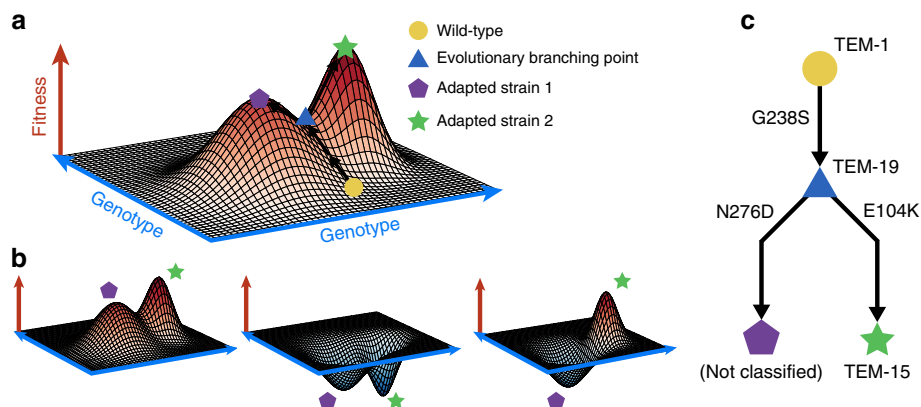 a
Fitness
Genotype
Genotype
Wild-type
Evolutionary branching point
Adapted strain 1
Adapted strain 2
b
c
TEM-1
G238S
TEM-19
N276D
E104K
(Not classified)
TEM-15